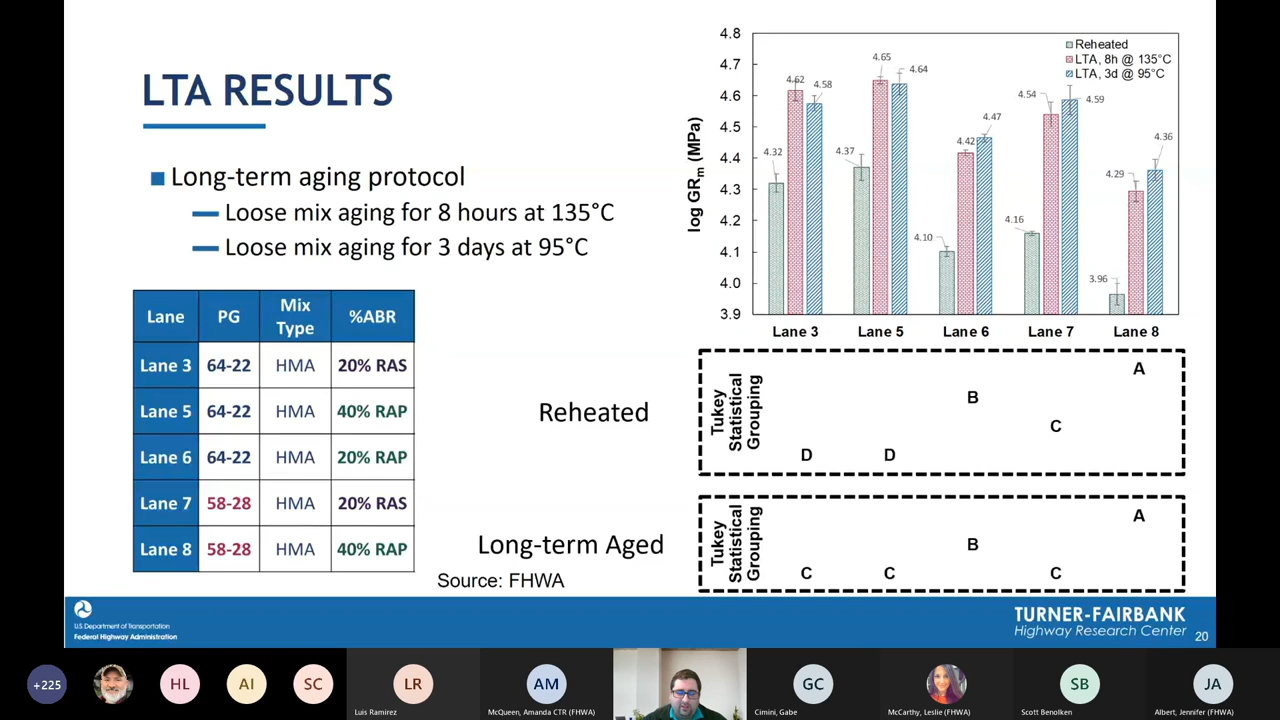 LTA RESULTS
Long-term aging protocol
Loose mix aging for 8 hours at 135°C
Loose mix aging for 3 days at 95°C
Lane PG Mix Type %ABR
Lane 3 64-22 HMA 20% RAS
Lane 5 64-22 HMA 40% RAP
Lane 6 64-22 HMA 20% RAP
Lane 7 58-28 HMA 20% RAS
Lane 8 58-28 HMA 40% RAP
Source: FHWA
log GRm (MPa)
4.8
4.7
4.6
4.5
4.4
4.3
4.2
4.1
4.0
3.9
Reheated
LTA, 8h @ 135°C
LTA, 3d @ 95°C
4.32 4.62 4.58
4.37 4.65 4.64
4.10 4.42 4.47
4.16 4.54 4.59
3.96 4.29 4.36
Lane 3 Lane 5 Lane 6 Lane 7 Lane 8
Reheated
Tukey
Statistical
Grouping
A
B
C
D D
Long-term Aged
Tukey
Statistical
Grouping
A
B
C C C
U.S. Department of Transportation
Federal Highway Administration
TURNER-FAIRBANK
Highway Research Center
20
+225 HL AI SC LR AM GC SB JA
Luis Ramirez McQueen, Amanda CTR (FHWA) Cimini, Gabe McCarthy, Leslie (FHWA) Scott Benolken Albert, Jennifer (FHWA)